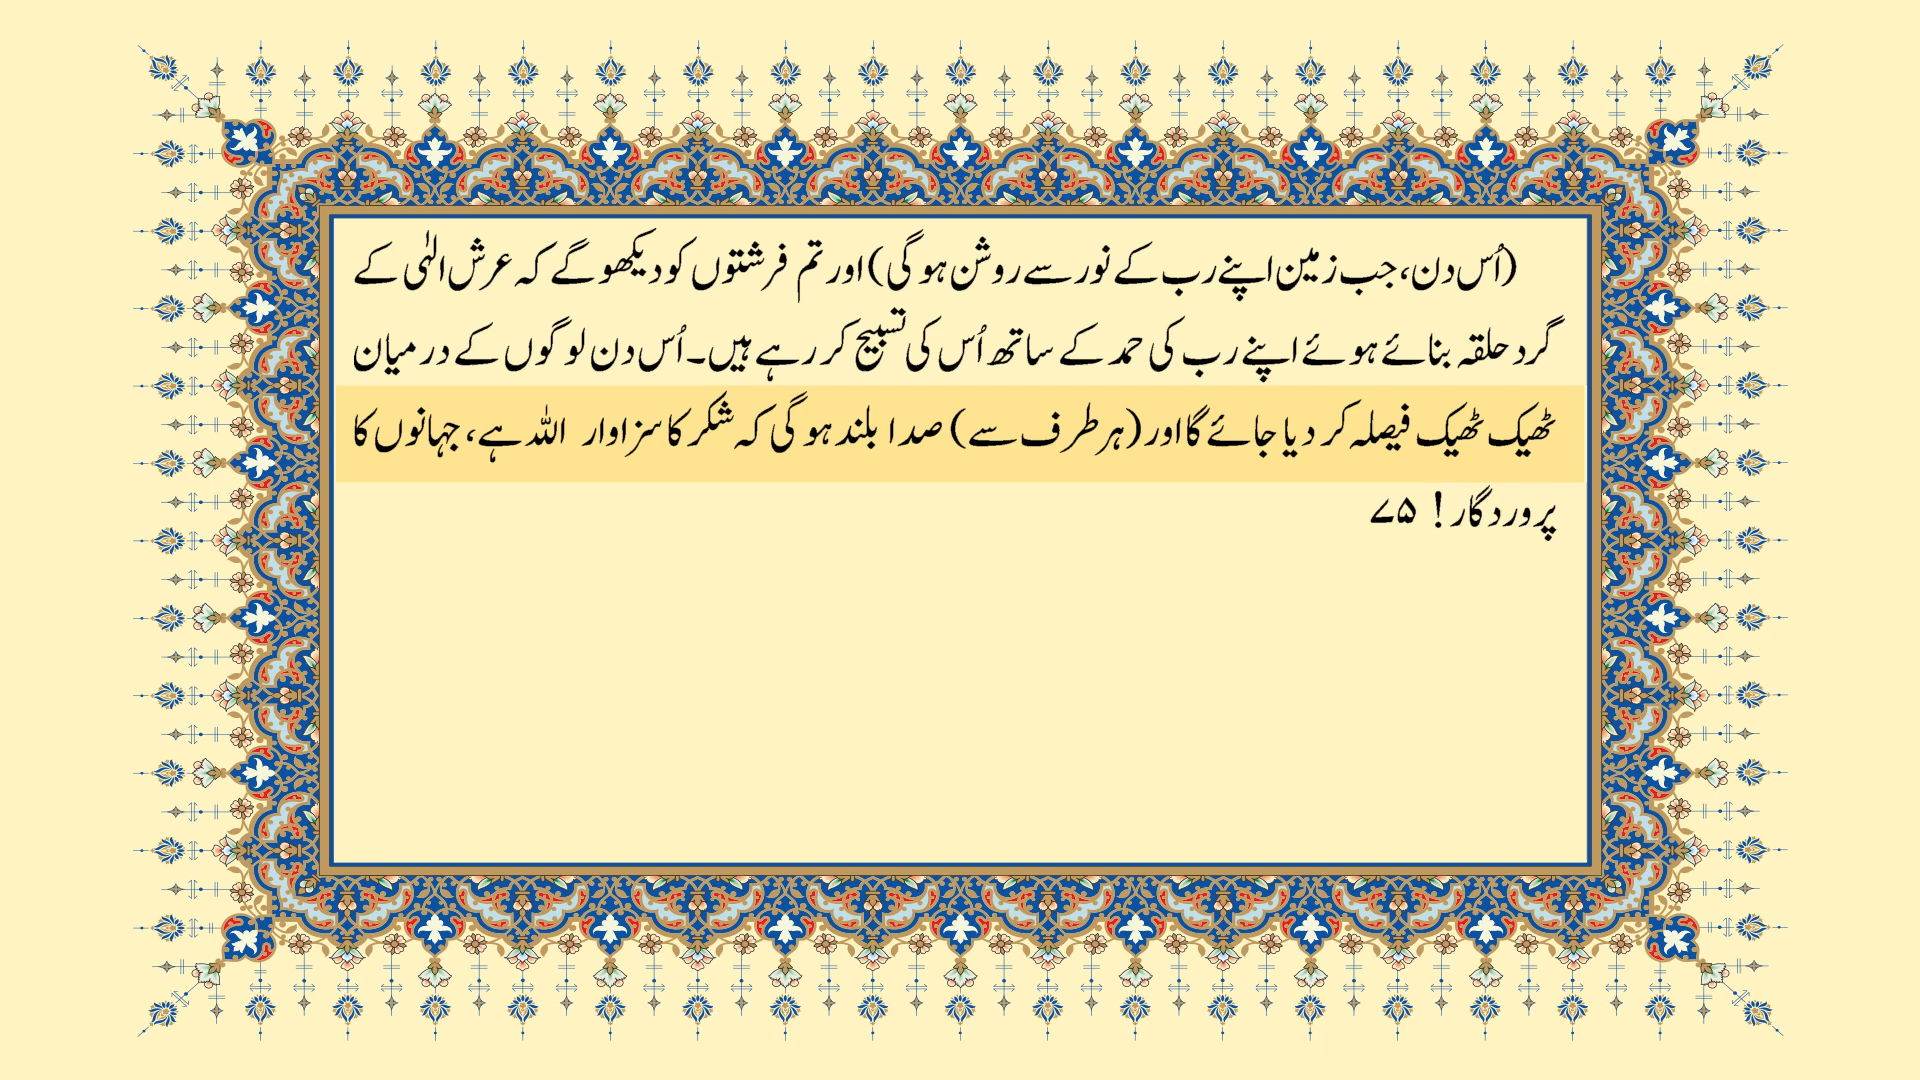 (اُس دن، جب زمین اپنے رب کے نور سے روشن ہو گی) اور تم فرشتوں کو دیکھو گے کہ عرش الٰہی کے
گرد حلقہ بنائے ہوئے اپنے رب کی حمد کے ساتھ اُس کی تسبیح کر رہے ہیں۔ اُس دن لوگوں کے درمیان
ٹھیک ٹھیک فیصلہ کر دیا جائے گا اور (ہر طرف سے) صدا بلند ہو گی کہ شکر کا سزاوار اللہ ہے، جہانوں کا
پروردگار! ۷۵